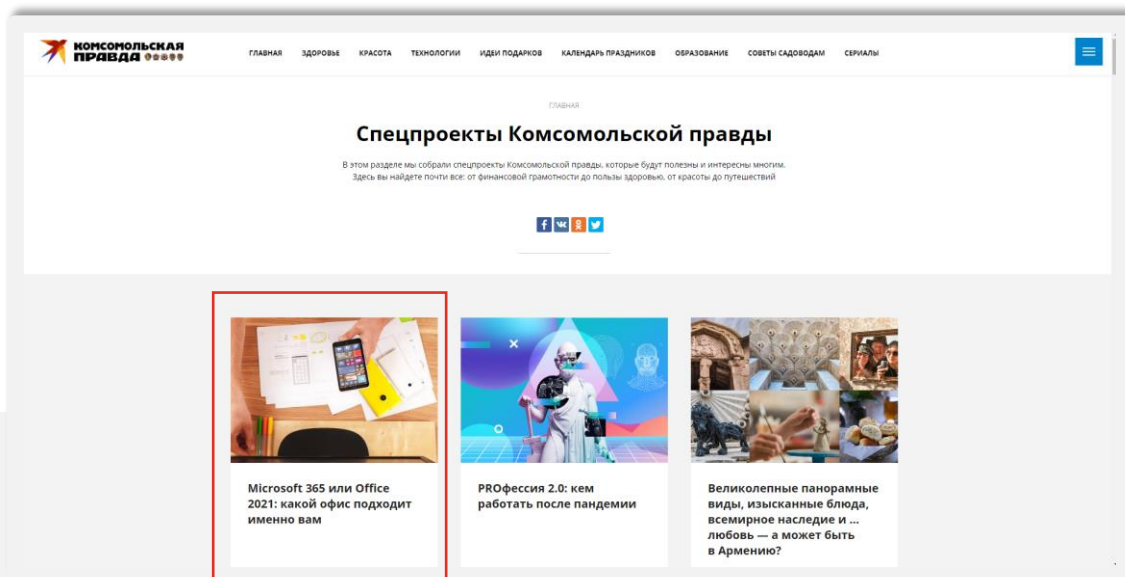 КОМСОМОЛЬСКАЯ
ПРАВДА
ГЛАВНАЯ ЗДОРОВЬЕ КРАСОТА ТЕХНОЛОГИИ ИДЕИ ПОДАРКОВ КАЛЕНДАРЬ ПРАЗДНИКОВ ОБРАЗОВАНИЕ СОВЕТЫ САДОВОДАМ СЕРИАЛЫ
ГЛАВНАЯ
Спецпроекты Комсомольской правды
В этом разделе мы собрали спецпроекты Комсомольской правды, которые будут полезны и интересны многим.
Здесь вы найдете почти все: от финансовой грамотности до пользы здоровью, от красоты до путешествий
Microsoft 365 или Office
2021: какой офис подходит
именно вам
PROфессия 2.0: кем
работать после пандемии
Великолепные панорамные
виды, изысканные блюда,
всемирное наследие и ...
любовь — а может быть
в Армению?